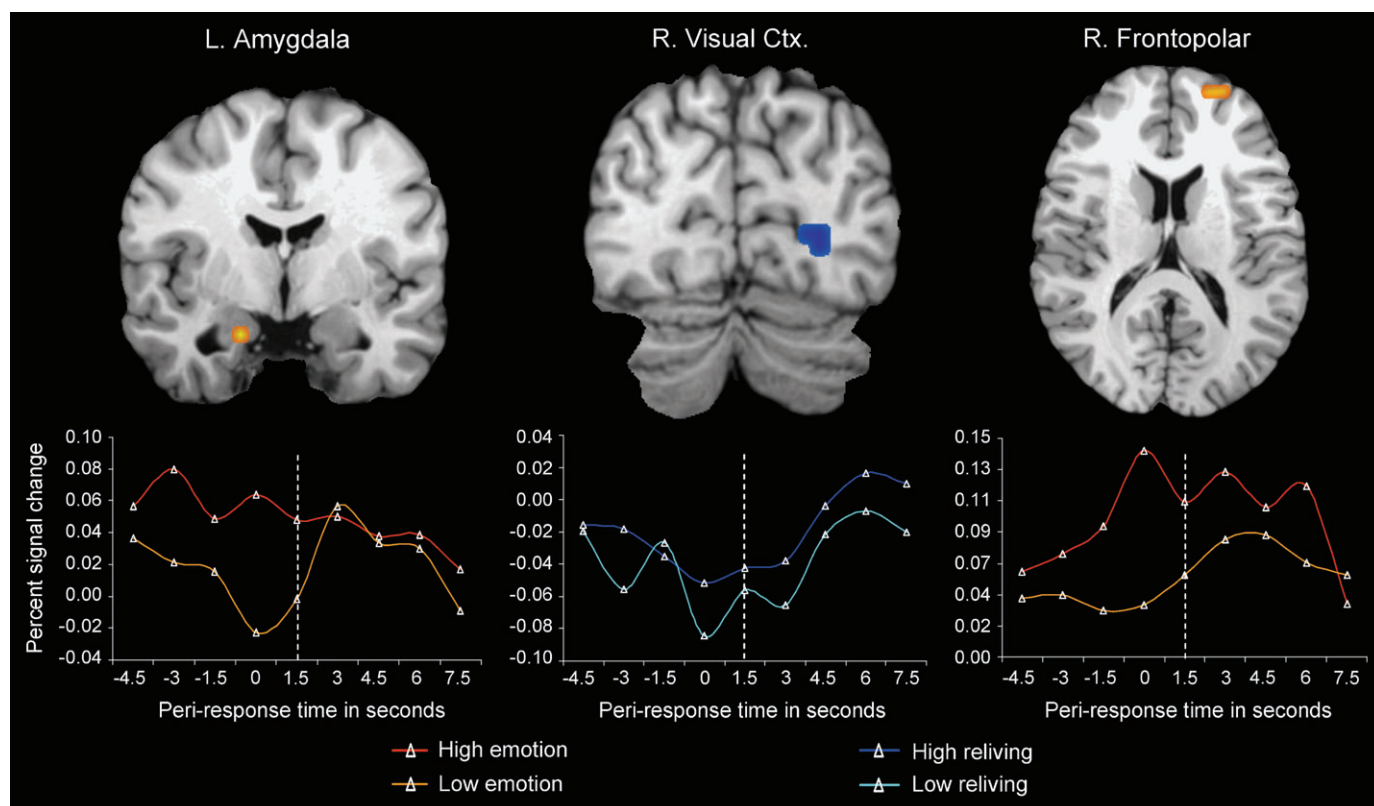 L. Amygdala
R. Visual Ctx.
R. Frontopolar
Percent signal change
0.10
0.08
0.06
0.04
0.02
0.00
-0.02
-0.04
-4.5 -3 -1.5 0 1.5 3 4.5 6 7.5
Peri-response time in seconds
0.04
0.02
0.00
-0.02
-0.04
-0.06
-0.08
-0.10
-4.5 -3 -1.5 0 1.5 3 4.5 6 7.5
Peri-response time in seconds
0.15
0.13
0.11
0.09
0.07
0.06
0.04
0.02
0.00
-4.5 -3 -1.5 0 1.5 3 4.5 6 7.5
Peri-response time in seconds
High emotion
Low emotion
High reliving
Low reliving